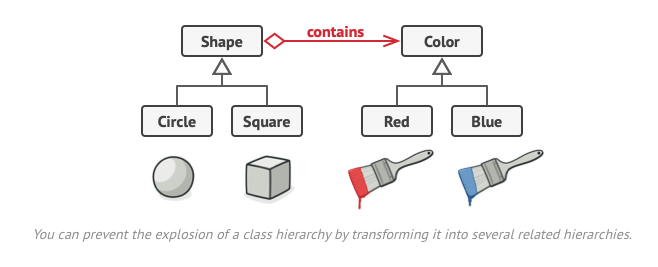 contains
Shape
Color
Circle
Square
Red
Blue
You can prevent the explosion of a class hierarchy by transforming it into several related hierarchies.